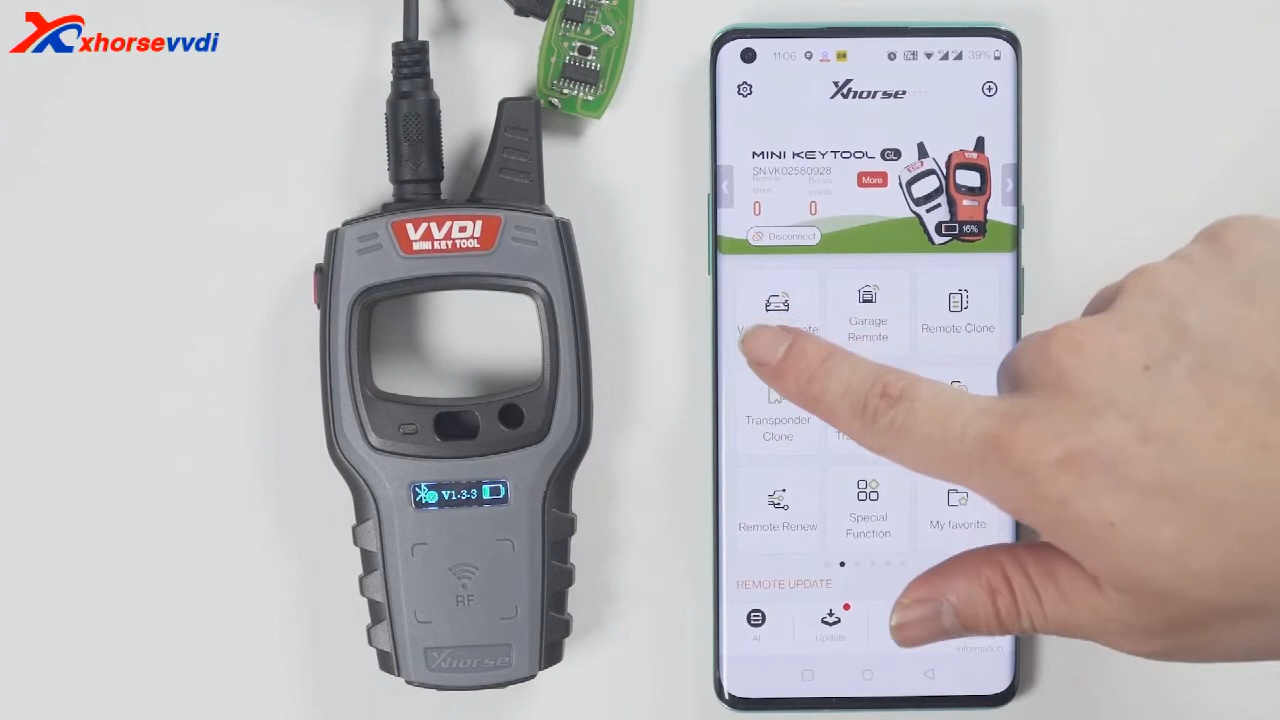 xhorsevvdi
VVDI
MINI KEY TOOL
V1-3-3
RF
Xhorse
11:06
39%
Xhorse
MINI KEYTOOL GL
SN:VK02580928
More
0 0
Disconnect
16%
Garage
Remote
Remote Clone
Transponder
Clone
Remote Renew
Special
Function
My favorite
REMOTE UPDATE
AI
Update
information